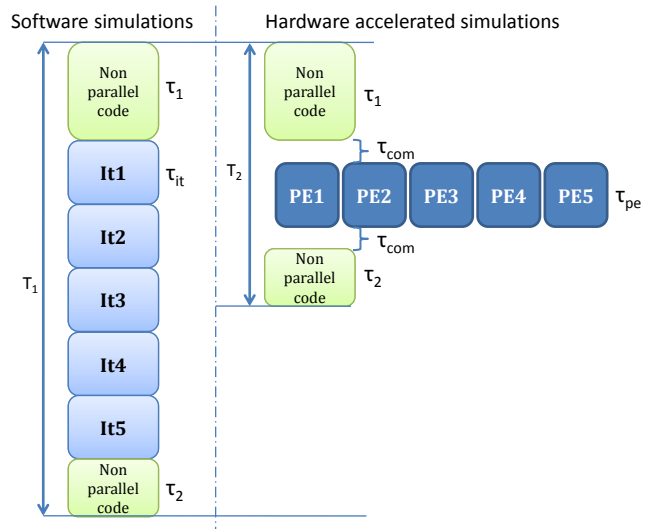 Software simulations
Non
parallel
code
τ1
It1
τit
It2
T1
It3
It4
It5
Non
parallel
code
τ2
Hardware accelerated simulations
Non
parallel
code
τ1
T2
τcom
PE1
PE2
PE3
PE4
PE5
τpe
τcom
Non
parallel
code
τ2